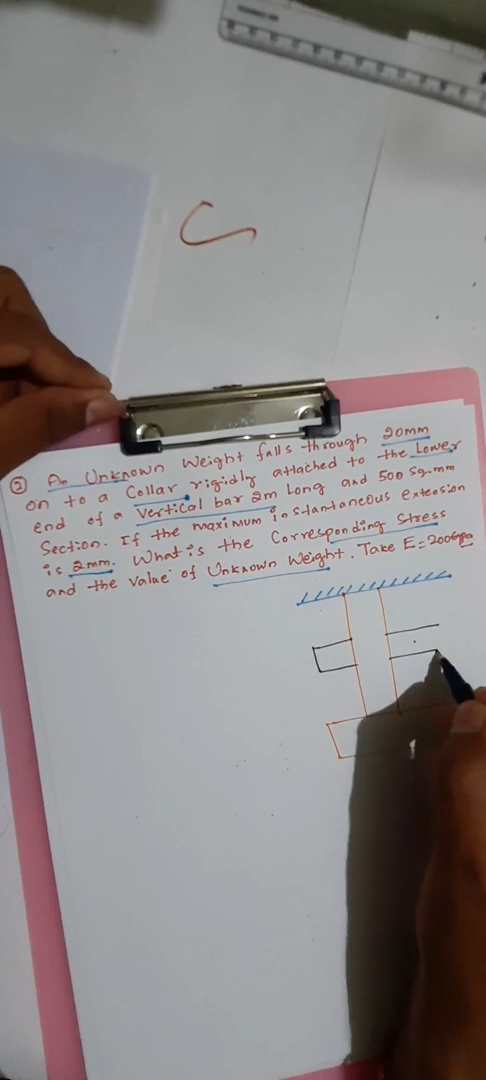 ② An Unknown Weight falls through 20mm
on to a Collar rigidly attached to the Lower
end of a Vertical bar 2m Long and 500 Sq.mm
Section. If the maximum instantaneous extension
is 2mm. What is the Corresponding Stress
and the value of Unknown Weight. Take E=200Gpa